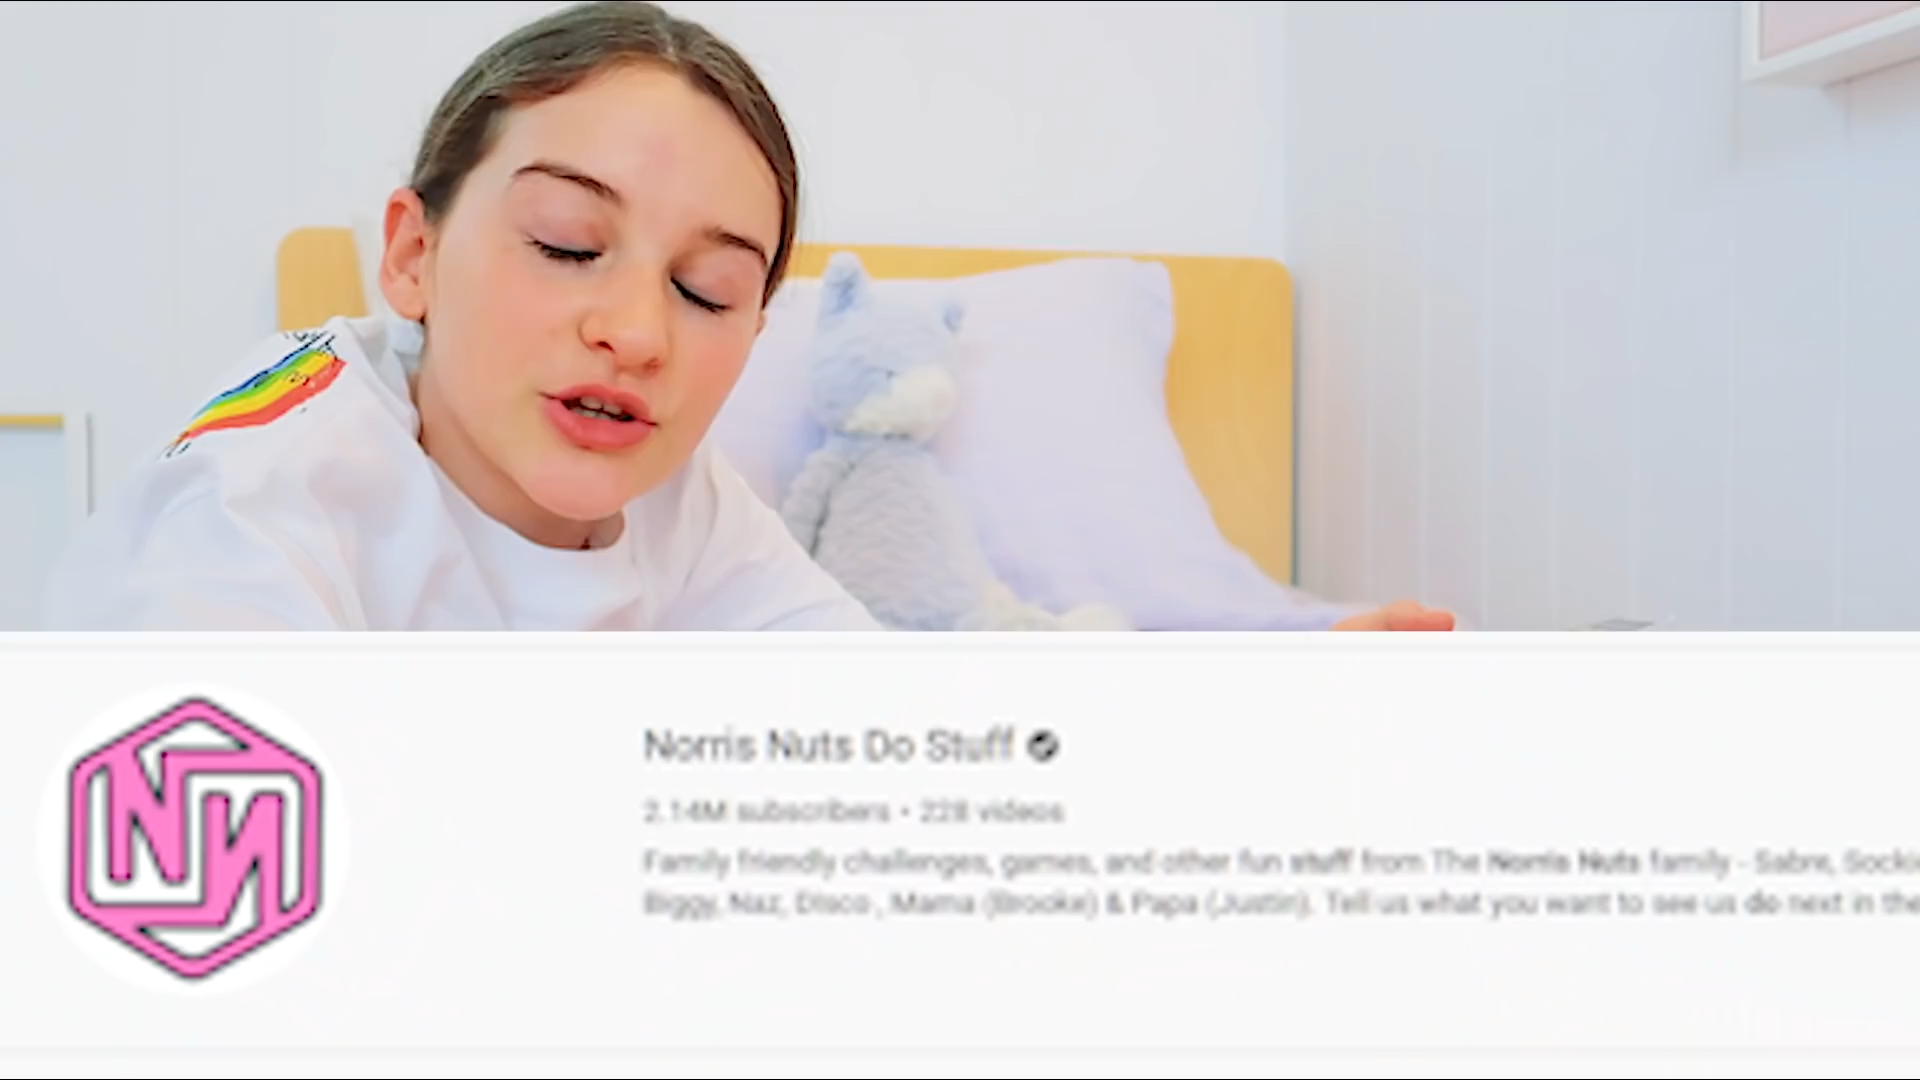 Norris Nuts Do Stuff
2.14M subscribers • 228 videos
Family friendly challenges, games, and other fun stuff from The Norris Nuts family - Sabre, Socki
Biggy, Naz, Disco , Mama (Brooke) & Papa (Justin). Tell us what you want to see us do next in the
NN